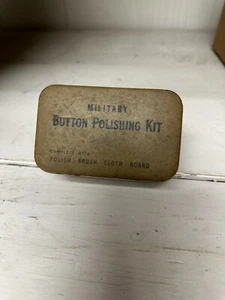 MILITARY
BUTTON POLISHING KIT
COMPLETE WITH
POLISH BRUSH CLOTH BOARD